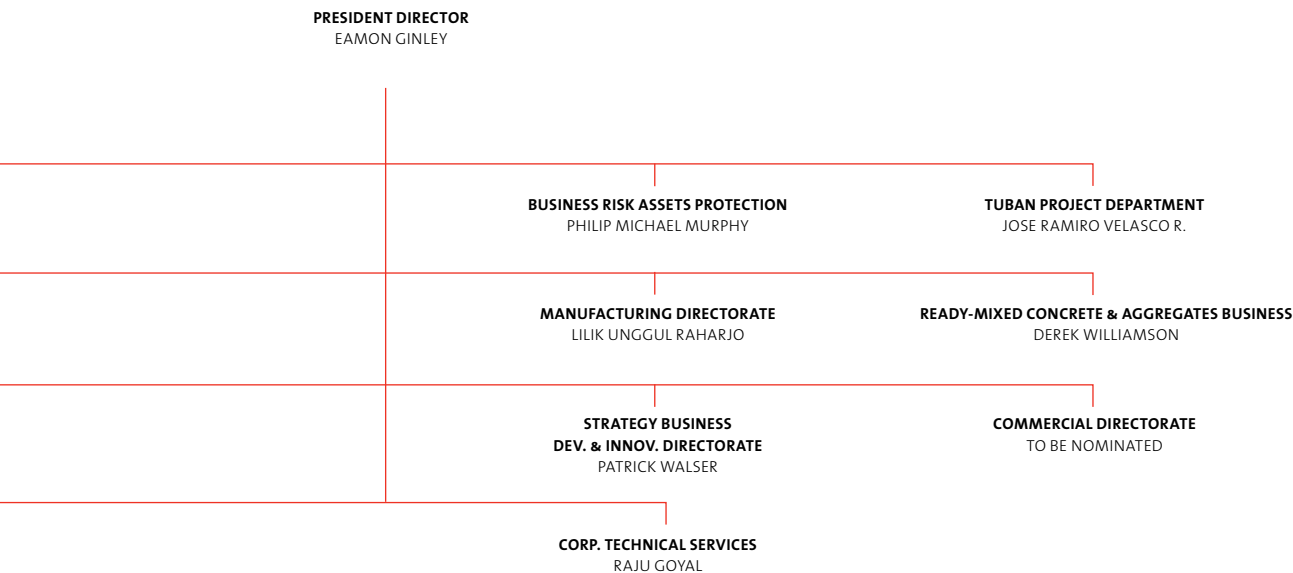 PRESIDENT DIRECTOR
EAMON GINLEY
BUSINESS RISK ASSETS PROTECTION
PHILIP MICHAEL MURPHY
TUBAN PROJECT DEPARTMENT
JOSE RAMIRO VELASCO R.
MANUFACTURING DIRECTORATE
LILIK UNGGUL RAHARJO
READY-MIXED CONCRETE & AGGREGATES BUSINESS
DEREK WILLIAMSON
STRATEGY BUSINESS
DEV. & INNOV. DIRECTORATE
PATRICK WALSER
COMMERCIAL DIRECTORATE
TO BE NOMINATED
CORP. TECHNICAL SERVICES
RAJU GOYAL